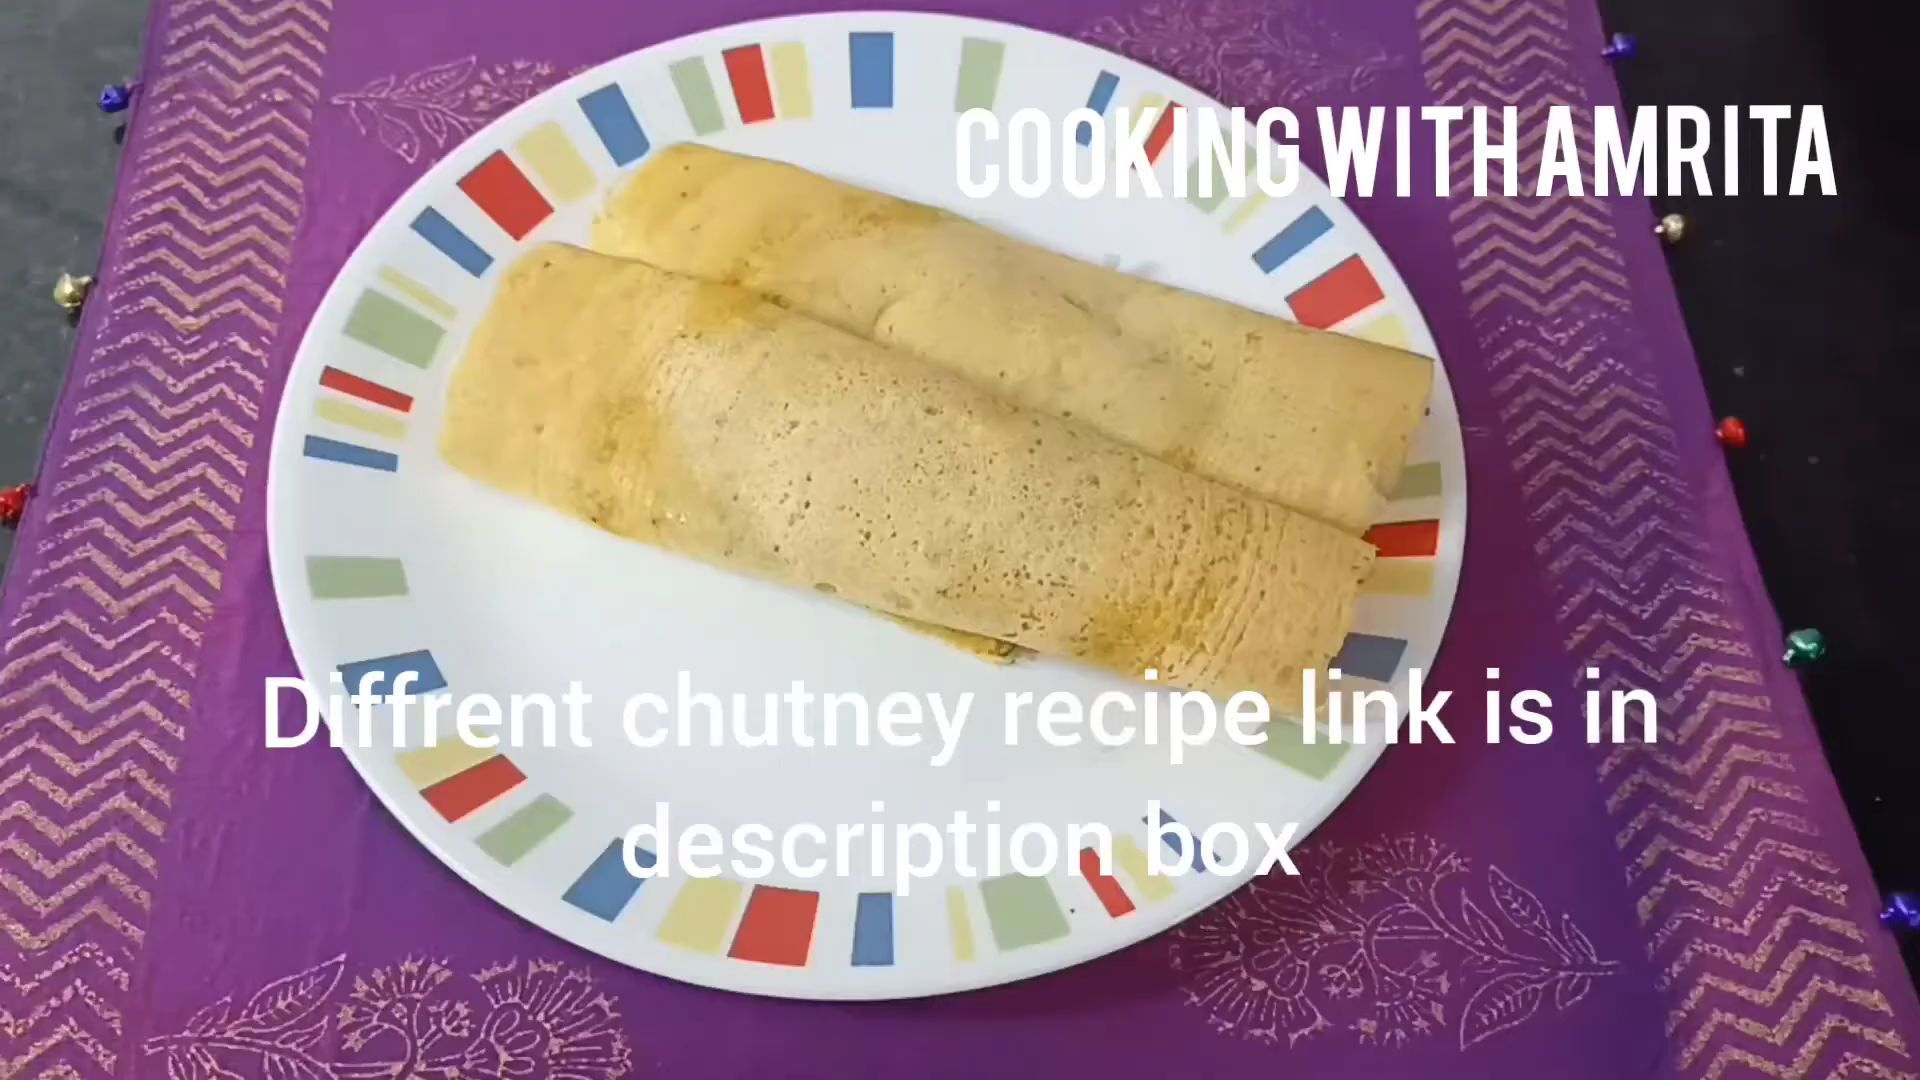 COOKING WITH AMRITA
Diffrent chutney recipe link is in
description box